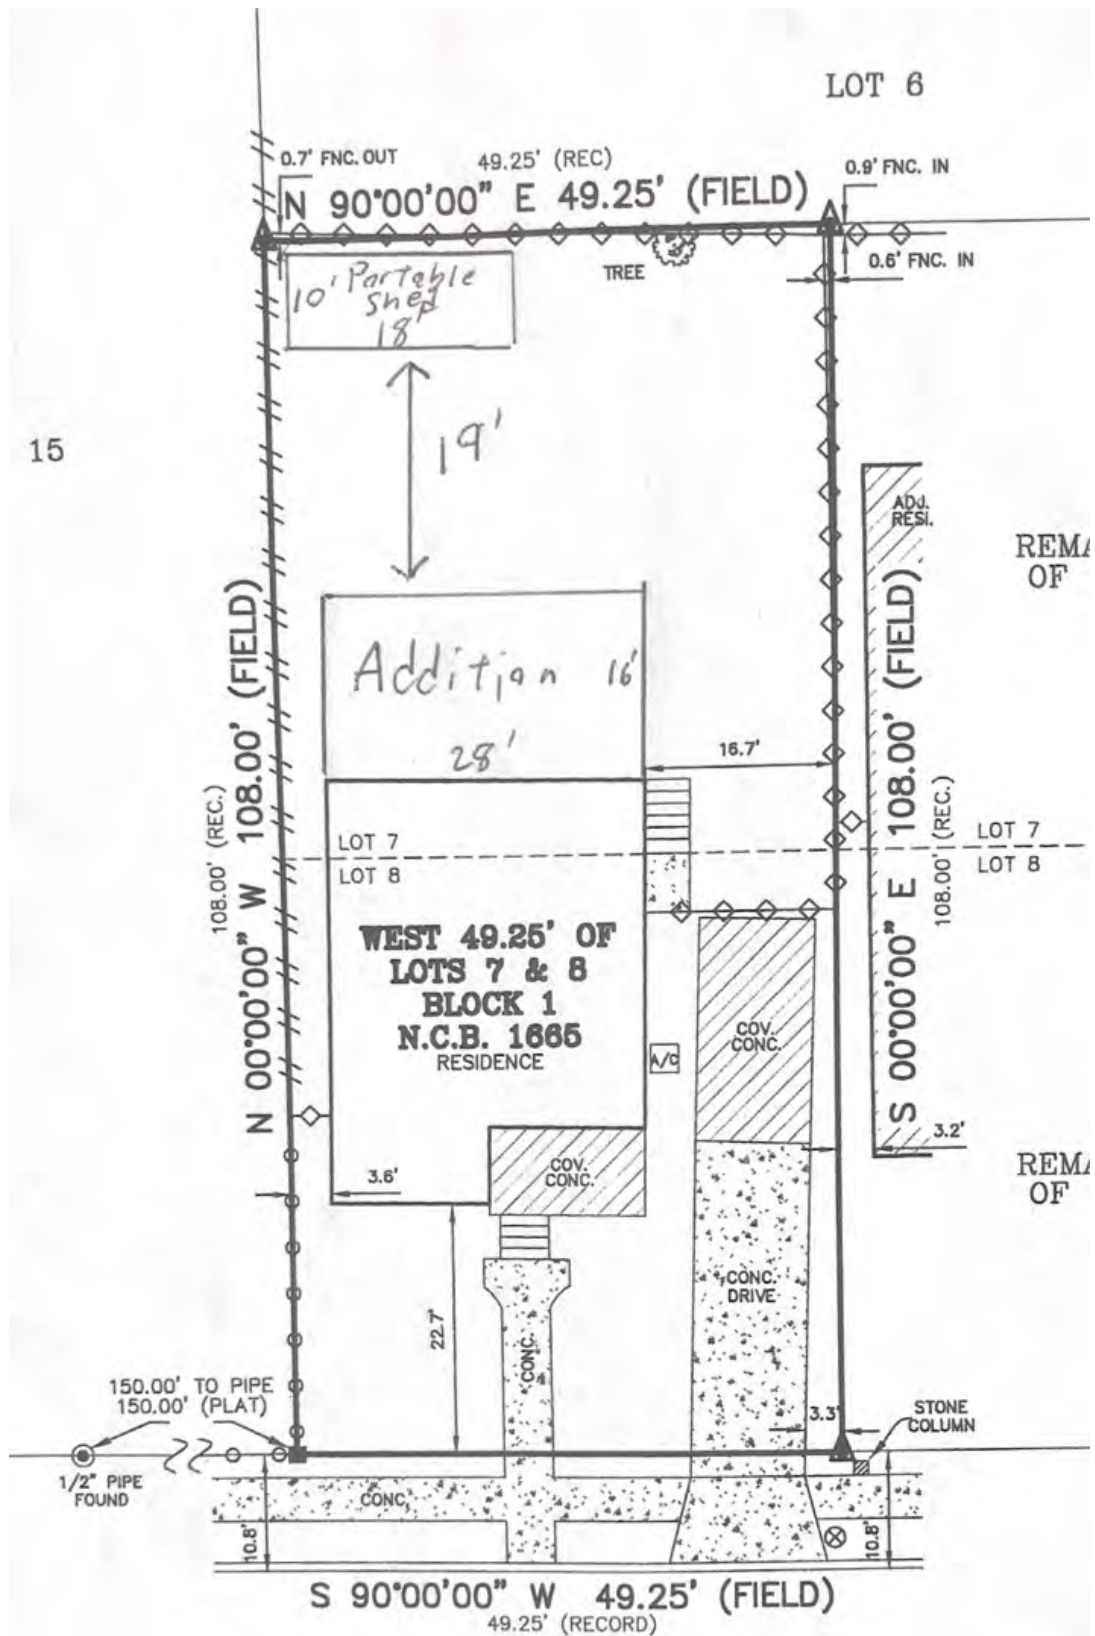 LOT 6
0.7' FNC. OUT
49.25' (REC)
0.9' FNC. IN
N 90°00'00" E 49.25' (FIELD)
0.6' FNC. IN
TREE
10' Portable
Shed
18'
19'
15
ADJ.
RESI.
REMA
OF
Addition 16'
28'
16.7'
N 00°00'00" W 108.00' (FIELD)
108.00' (REC.)
S 00°00'00" E 108.00' (FIELD)
108.00' (REC.)
LOT 7
LOT 8
LOT 7
LOT 8
WEST 49.25' OF
LOTS 7 & 8
BLOCK 1
N.C.B. 1665
RESIDENCE
A/C
COV.
CONC.
3.2'
COV.
CONC.
3.6'
REMA
OF
22.7'
CONC.
CONC.
DRIVE
150.00' TO PIPE
150.00' (PLAT)
3.3'
STONE
COLUMN
1/2" PIPE
FOUND
CONC.
10.8'
10.8'
S 90°00'00" W 49.25' (FIELD)
49.25' (RECORD)